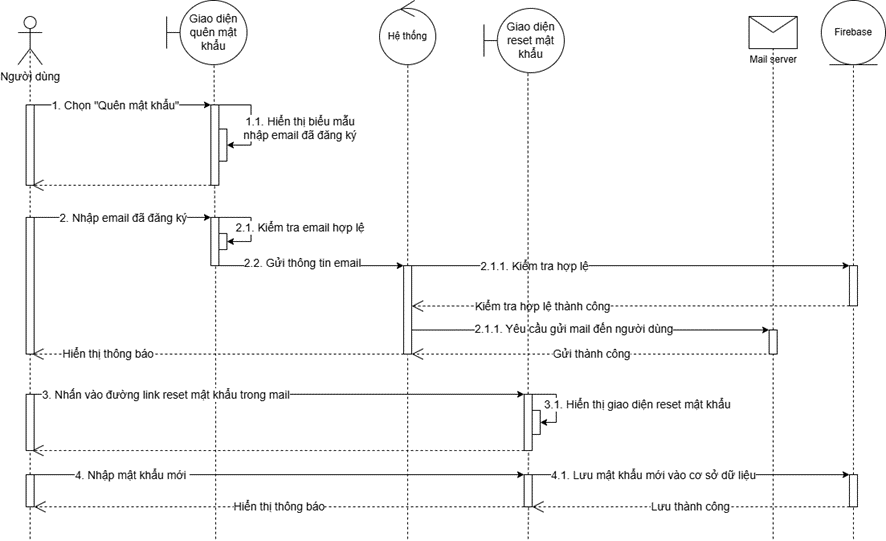 Giao diện
quên mật
khẩu
Hệ thống
Giao diện
reset mật
khẩu
Mail server
Firebase
Người dùng
1. Chọn "Quên mật khẩu"
1.1. Hiển thị biểu mẫu
nhập email đã đăng ký
2. Nhập email đã đăng ký
2.1. Kiểm tra email hợp lệ
2.2. Gửi thông tin email
2.1.1. Kiểm tra hợp lệ
Kiểm tra hợp lệ thành công
2.1.1. Yêu cầu gửi mail đến người dùng
Hiển thị thông báo
Gửi thành công
3. Nhấn vào đường link reset mật khẩu trong mail
3.1. Hiển thị giao diện reset mật khẩu
4. Nhập mật khẩu mới
4.1. Lưu mật khẩu mới vào cơ sở dữ liệu
Hiển thị thông báo
Lưu thành công